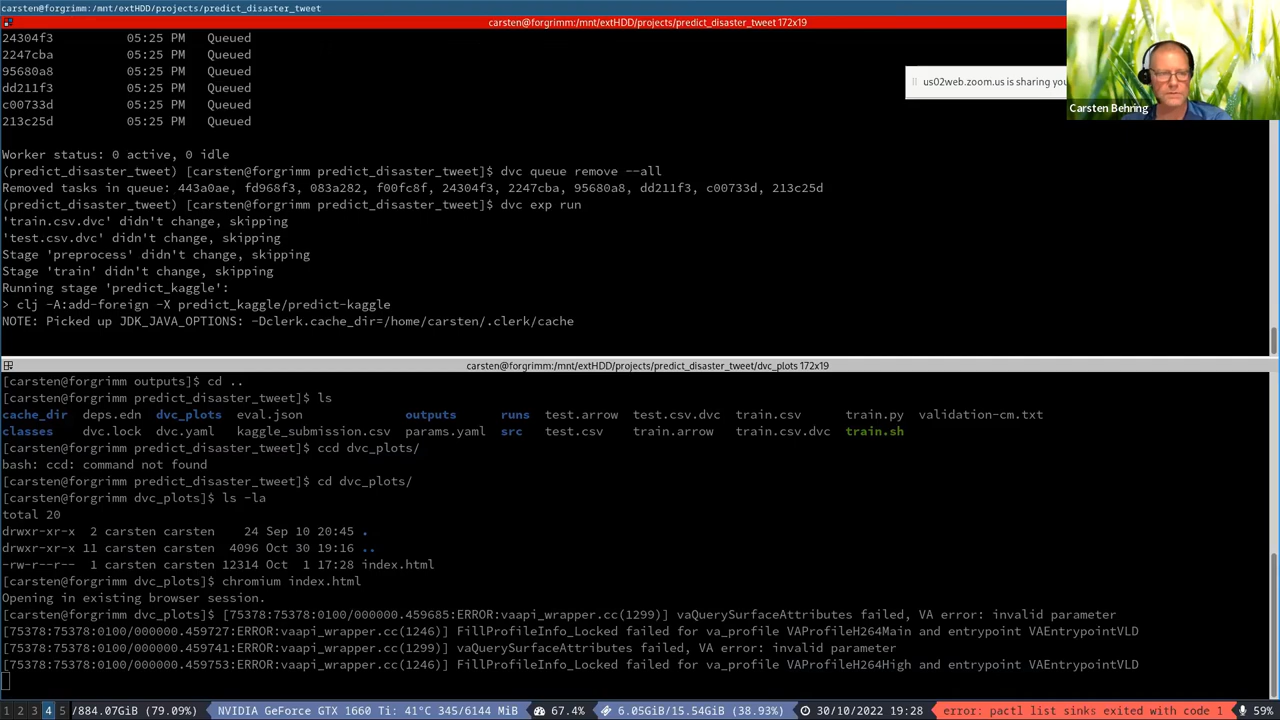 carsten@forgrimm:/mnt/extHDD/projects/predict_disaster_tweet
carsten@forgrimm:/mnt/extHDD/projects/predict_disaster_tweet 172x19
24304f3 05:25 PM Queued
2247cba 05:25 PM Queued
95680a8 05:25 PM Queued
dd211f3 05:25 PM Queued
c00733d 05:25 PM Queued
213c25d 05:25 PM Queued
us02web.zoom.us is sharing you
Carsten Behring
Worker status: 0 active, 0 idle
(predict_disaster_tweet) [carsten@forgrimm predict_disaster_tweet]$ dvc queue remove --all
Removed tasks in queue: 443a0ae, fd968f3, 083a282, f00fc8f, 24304f3, 2247cba, 95680a8, dd211f3, c00733d, 213c25d
(predict_disaster_tweet) [carsten@forgrimm predict_disaster_tweet]$ dvc exp run
'train.csv.dvc' didn't change, skipping
'test.csv.dvc' didn't change, skipping
Stage 'preprocess' didn't change, skipping
Stage 'train' didn't change, skipping
Running stage 'predict_kaggle':
> clj -A:add-foreign -X predict_kaggle/predict-kaggle
NOTE: Picked up JDK_JAVA_OPTIONS: -Dclerk.cache_dir=/home/carsten/.clerk/cache
carsten@forgrimm:/mnt/extHDD/projects/predict_disaster_tweet/dvc_plots 172x19
[carsten@forgrimm outputs]$ cd ..
[carsten@forgrimm predict_disaster_tweet]$ ls
cache_dir deps.edn dvc_plots eval.json outputs runs test.arrow test.csv.dvc train.csv train.py validation-cm.txt
classes dvc.lock dvc.yaml kaggle_submission.csv params.yaml src test.csv train.arrow train.csv.dvc train.sh
[carsten@forgrimm predict_disaster_tweet]$ ccd dvc_plots/
bash: ccd: command not found
[carsten@forgrimm predict_disaster_tweet]$ cd dvc_plots/
[carsten@forgrimm dvc_plots]$ ls -la
total 20
drwxr-xr-x 2 carsten carsten 24 Sep 10 20:45 .
drwxr-xr-x 11 carsten carsten 4096 Oct 30 19:16 ..
-rw-r--r-- 1 carsten carsten 12314 Oct 1 17:28 index.html
[carsten@forgrimm dvc_plots]$ chromium index.html
Opening in existing browser session.
[carsten@forgrimm dvc_plots]$ [75378:75378:0100/000000.459685:ERROR:vaapi_wrapper.cc(1299)] vaQuerySurfaceAttributes failed, VA error: invalid parameter
[75378:75378:0100/000000.459727:ERROR:vaapi_wrapper.cc(1246)] FillProfileInfo_Locked failed for va_profile VAProfileH264Main and entrypoint VAEntrypointVLD
[75378:75378:0100/000000.459741:ERROR:vaapi_wrapper.cc(1299)] vaQuerySurfaceAttributes failed, VA error: invalid parameter
[75378:75378:0100/000000.459753:ERROR:vaapi_wrapper.cc(1246)] FillProfileInfo_Locked failed for va_profile VAProfileH264High and entrypoint VAEntrypointVLD
1 2 3 4 5 /884.07GiB (79.09%) NVIDIA GeForce GTX 1660 Ti: 41°C 345/6144 MiB 67.4% 6.05GiB/15.54GiB (38.93%) 30/10/2022 19:28 error: pactl list sinks exited with code 1 59%